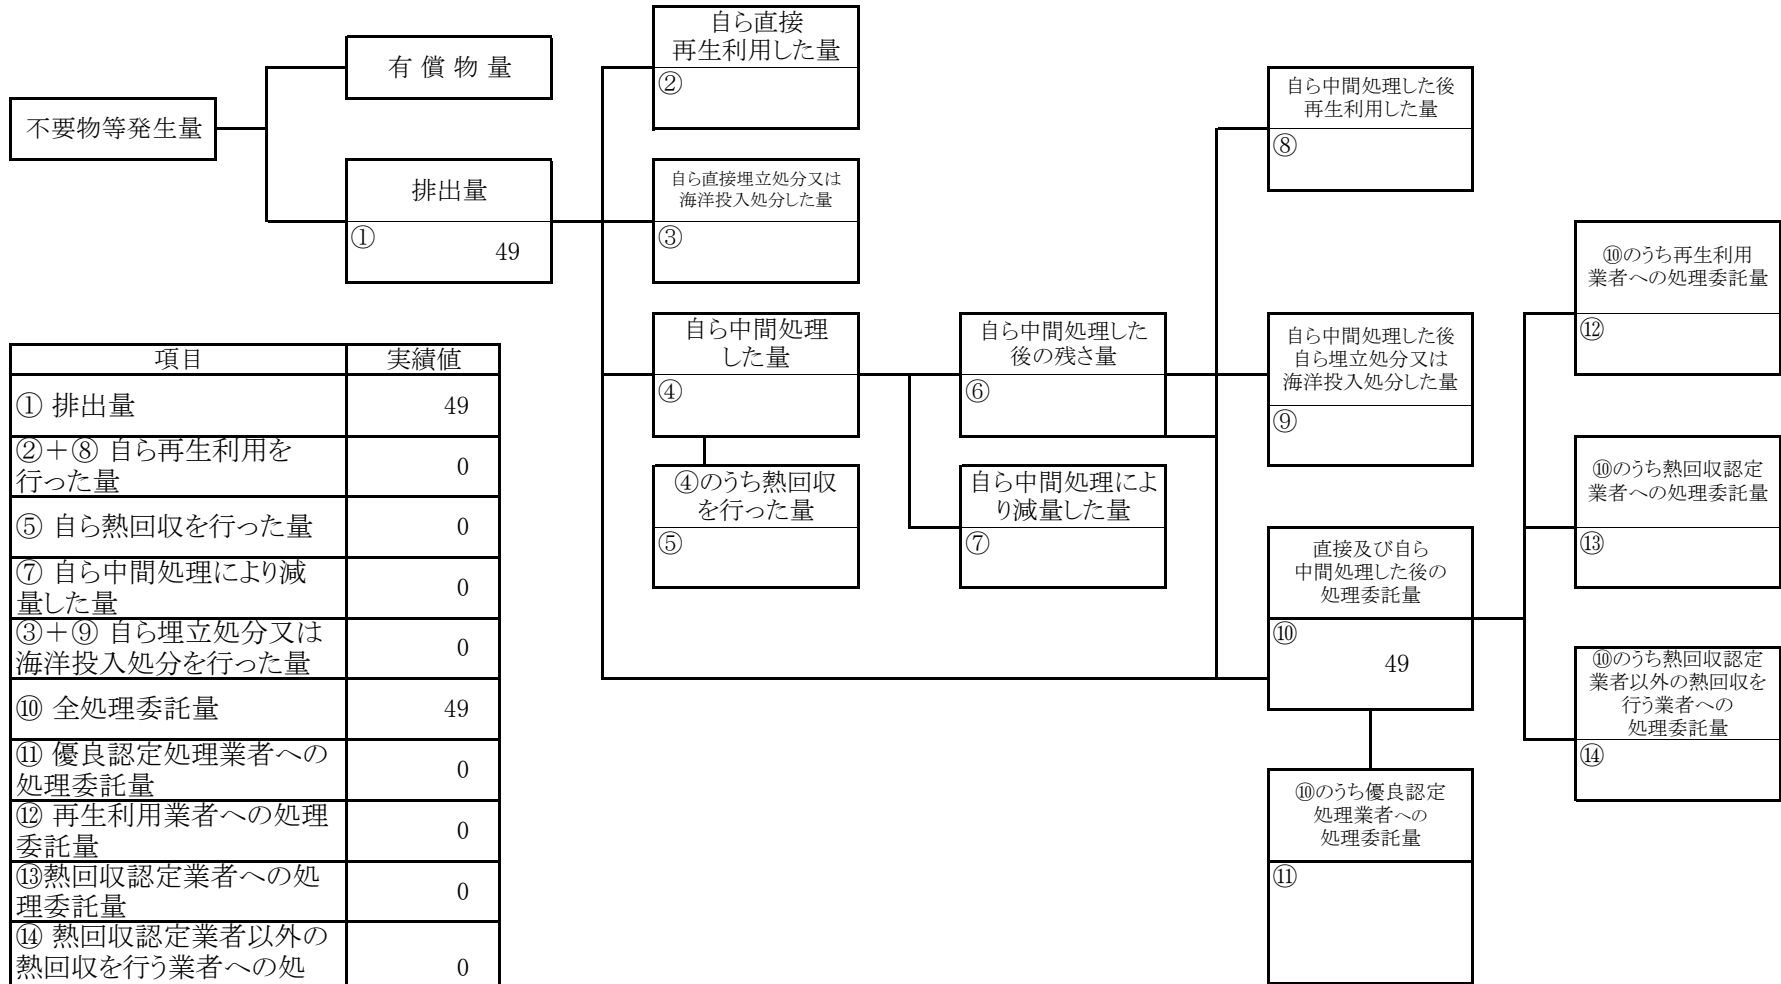 不要物等発生量
有 償 物 量
排出量
①
49
自ら直接
再生利用した量
②
自ら直接埋立処分又は
海洋投入処分した量
③
自ら中間処理
した量
④
④のうち熱回収
を行った量
⑤
自ら中間処理した
後の残さ量
⑥
自ら中間処理によ
り減量した量
⑦
自ら中間処理した後
再生利用した量
⑧
自ら中間処理した後
自ら埋立処分又は
海洋投入処分した量
⑨
直接及び自ら
中間処理した後の
処理委託量
⑩
49
⑩のうち優良認定
処理業者への
処理委託量
⑪
⑩のうち再生利用
業者への処理委託量
⑫
⑩のうち熱回収認定
業者への処理委託量
⑬
⑩のうち熱回収認定
業者以外の熱回収を
行う業者への
処理委託量
⑭
項目 実績値
① 排出量 49
②＋⑧ 自ら再生利用を
行った量 0
⑤ 自ら熱回収を行った量 0
⑦ 自ら中間処理により減
量した量 0
③＋⑨ 自ら埋立処分又は
海洋投入処分を行った量 0
⑩ 全処理委託量 49
⑪ 優良認定処理業者への
処理委託量 0
⑫ 再生利用業者への処理
委託量 0
⑬熱回収認定業者への処
理委託量 0
⑭ 熱回収認定業者以外の
熱回収を行う業者への処 0